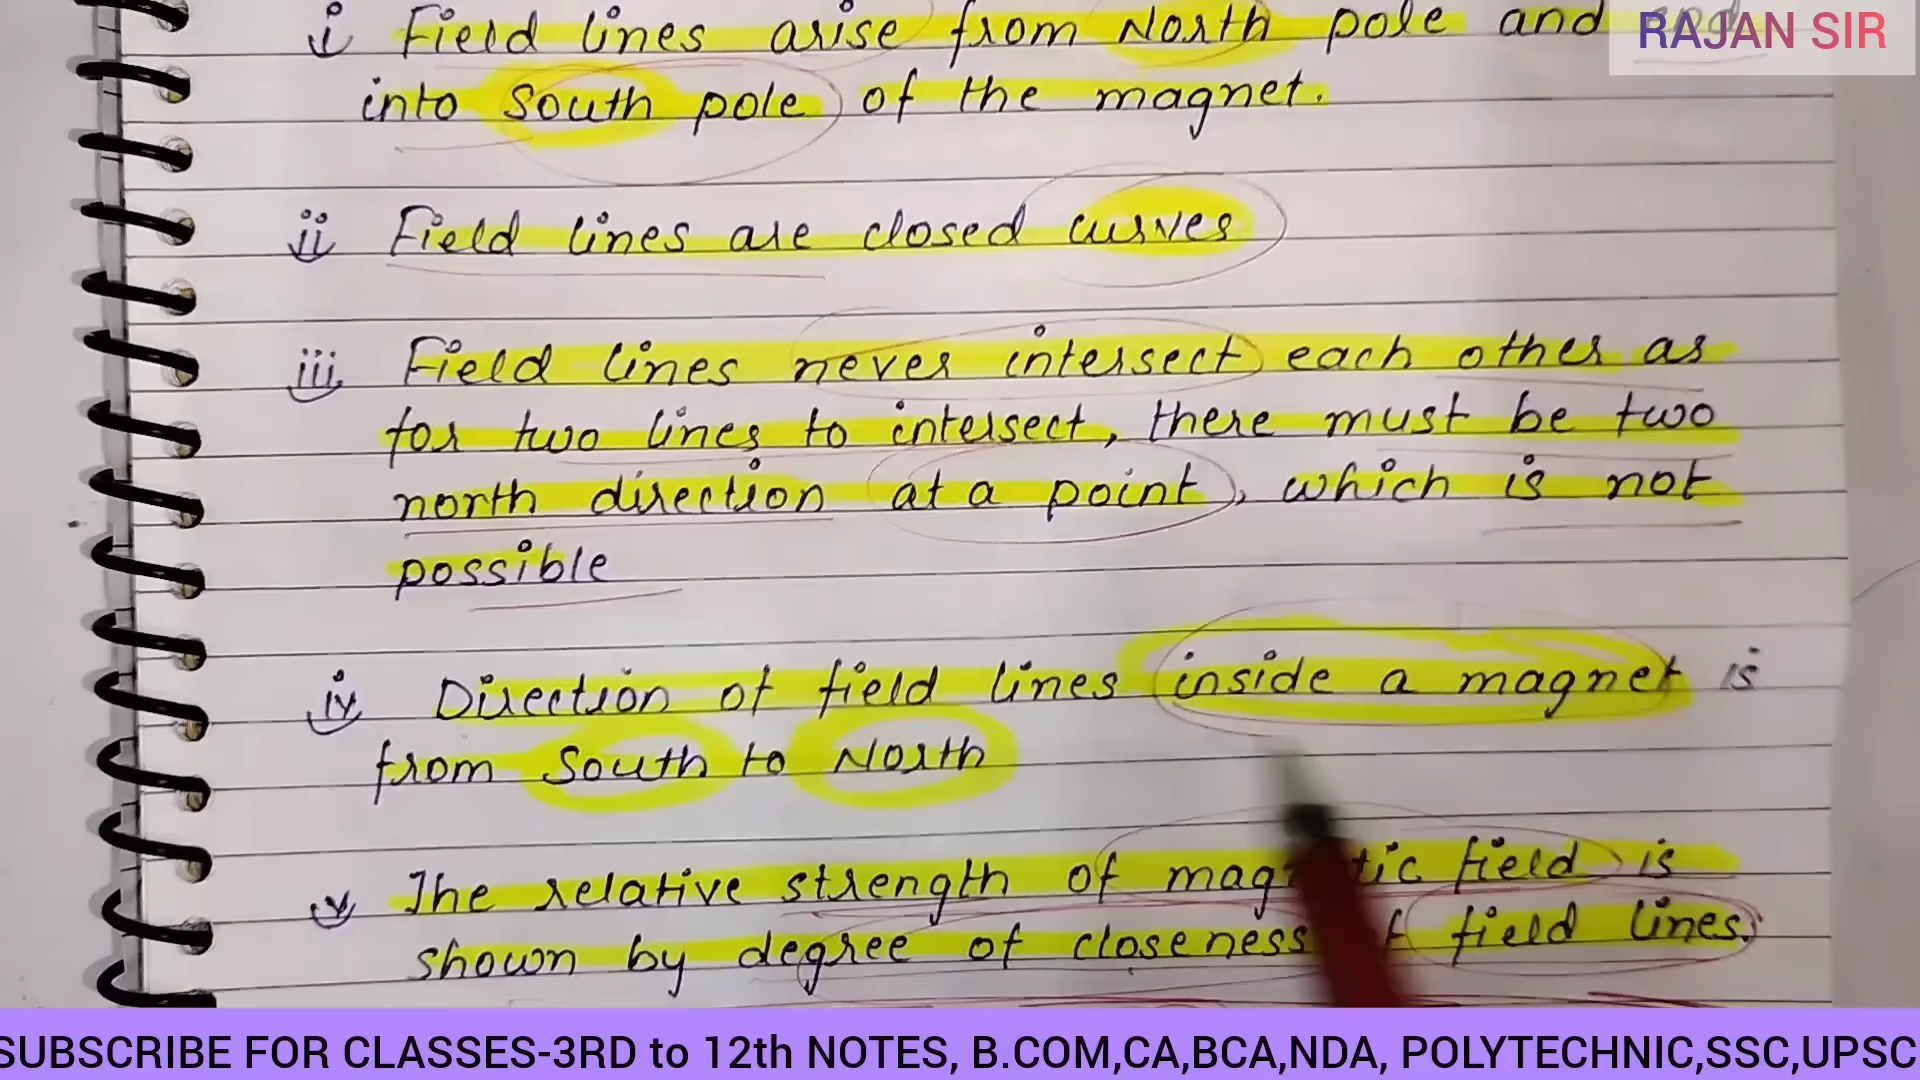 i Field lines arise from North pole and end
RAJAN SIR
into South pole of the magnet.
ii Field lines are closed curves
iii Field lines never intersect each other as
for two lines to intersect, there must be two
north direction at a point, which is not
possible
iv Direction of field lines inside a magnet is
from South to North
v The relative strength of magnetic field is
shown by degree of closeness of field lines.
SUBSCRIBE FOR CLASSES-3RD to 12th NOTES, B.COM,CA,BCA,NDA, POLYTECHNIC,SSC,UPSC